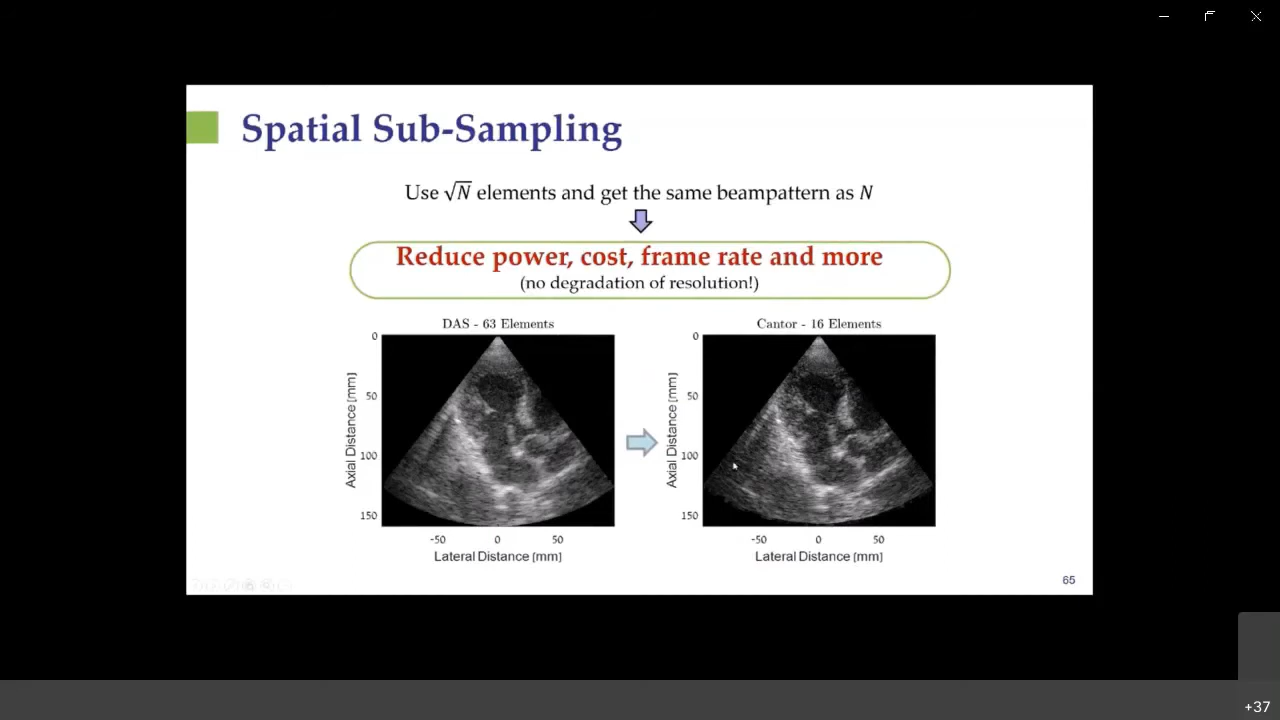 Spatial Sub-Sampling
Use √N elements and get the same beampattern as N
Reduce power, cost, frame rate and more
(no degradation of resolution!)
DAS - 63 Elements
0
50
100
150
Axial Distance [mm]
-50 0 50
Lateral Distance [mm]
Cantor - 16 Elements
0
50
100
150
Axial Distance [mm]
-50 0 50
Lateral Distance [mm]
65
+37